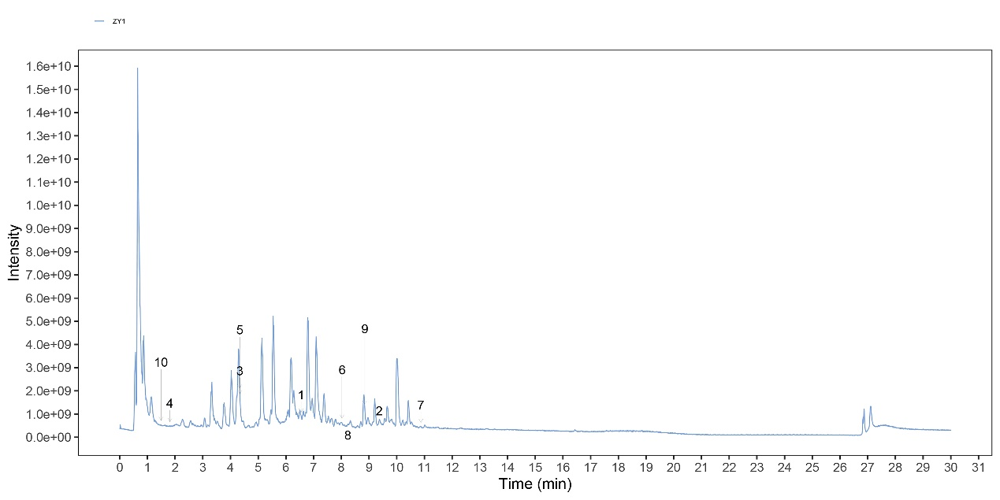 ZY1
1.6e+10
1.5e+10
1.4e+10
1.3e+10
1.2e+10
1.1e+10
1.0e+10
9.0e+09
8.0e+09
7.0e+09
6.0e+09
5.0e+09
4.0e+09
3.0e+09
2.0e+09
1.0e+09
0.0e+00
Intensity
5
9
10
3
6
4
1
2
7
8
0 1 2 3 4 5 6 7 8 9 10 11 12 13 14 15 16 17 18 19 20 21 22 23 24 25 26 27 28 29 30 31
Time (min)